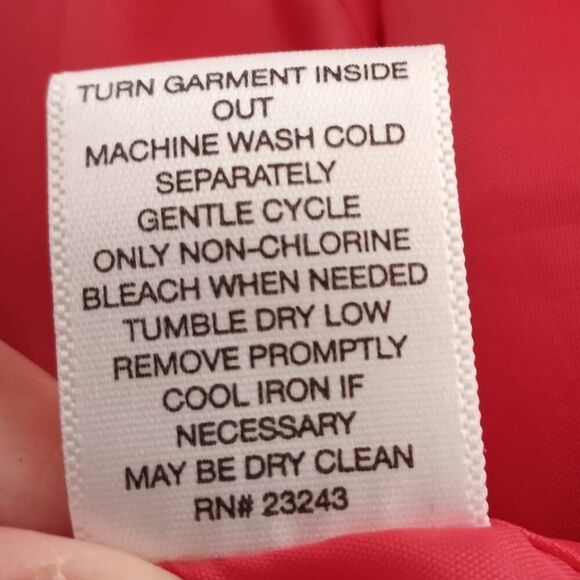 TURN GARMENT INSIDE
OUT
MACHINE WASH COLD
SEPARATELY
GENTLE CYCLE
ONLY NON-CHLORINE
BLEACH WHEN NEEDED
TUMBLE DRY LOW
REMOVE PROMPTLY
COOL IRON IF
NECESSARY
MAY BE DRY CLEAN
RN# 23243